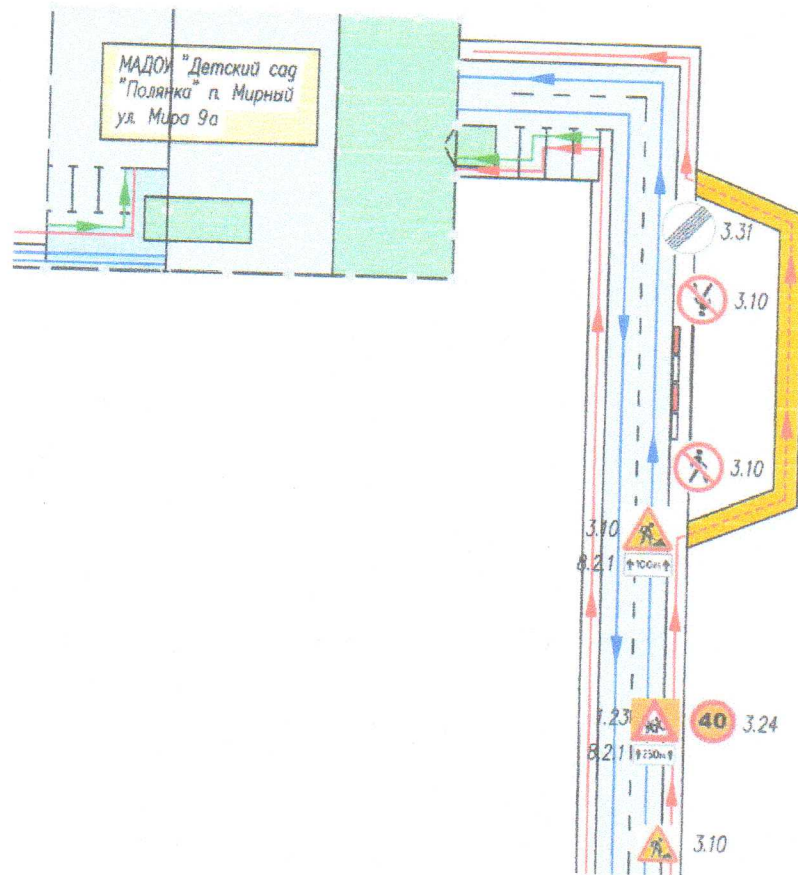 МАДОУ "Детский сад
"Полянка" п. Мирный
ул. Мира 9а
3.31
3.10
3.10
3.10
8.2.1
100м
1.23
40
3.24
8.2.1
250м
3.10